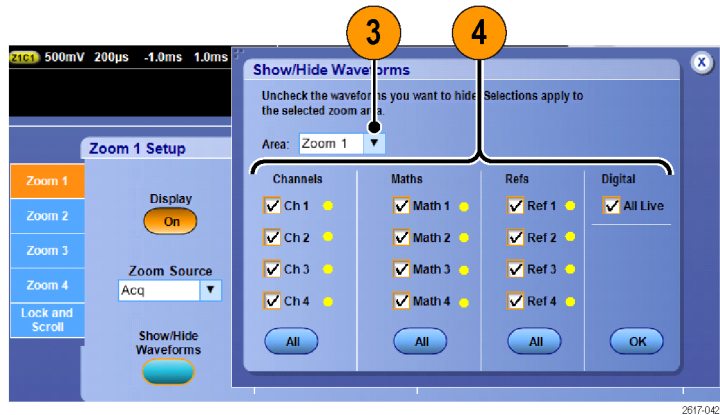 3
4
Z1C1 500mV 200µs -1.0ms 1.0ms
X
Show/Hide Waveforms
Uncheck the waveforms you want to hide. Selections apply to
the selected zoom area.
Area: Zoom 1
Zoom 1 Setup
Zoom 1
Zoom 2
Zoom 3
Zoom 4
Lock and
Scroll
Display
On
Zoom Source
Acq
Show/Hide
Waveforms
Channels Maths Refs Digital
Ch 1 Math 1 Ref 1 All Live
Ch 2 Math 2 Ref 2
Ch 3 Math 3 Ref 3
Ch 4 Math 4 Ref 4
All All All OK
2617-042